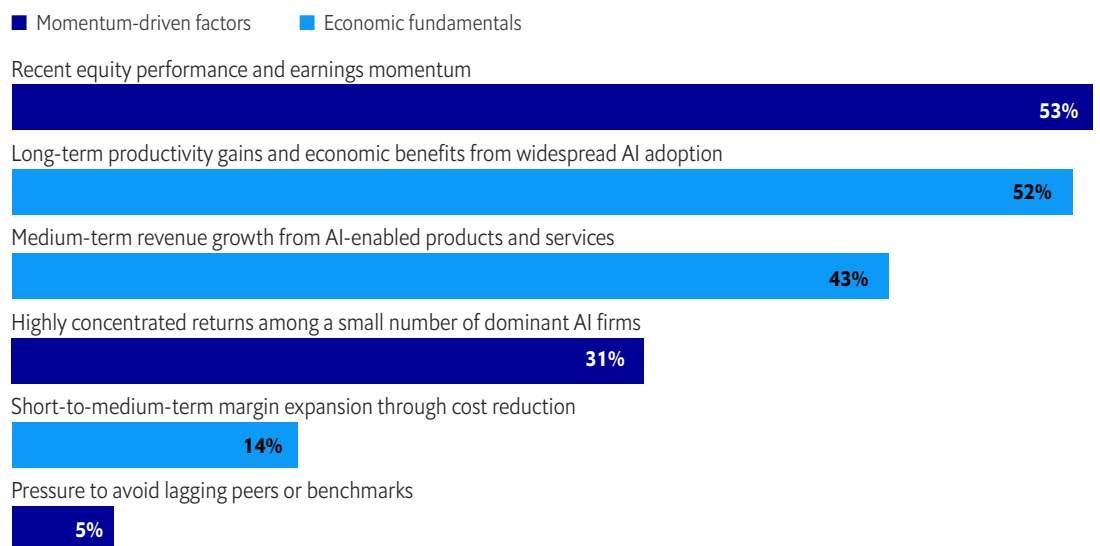 Momentum-driven factors Economic fundamentals
Recent equity performance and earnings momentum
53%
Long-term productivity gains and economic benefits from widespread AI adoption
52%
Medium-term revenue growth from AI-enabled products and services
43%
Highly concentrated returns among a small number of dominant AI firms
31%
Short-to-medium-term margin expansion through cost reduction
14%
Pressure to avoid lagging peers or benchmarks
5%